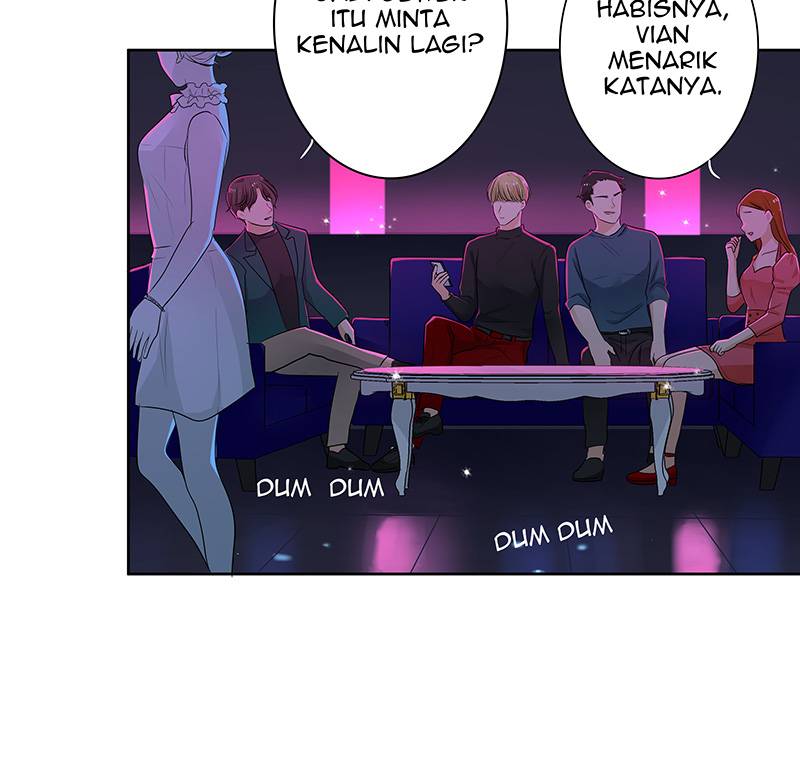 ITU MINTA
KENALIN LAGI?
HABISNYA,
VIAN
MENARIK
KATANYA.
DUM DUM
DUM DUM